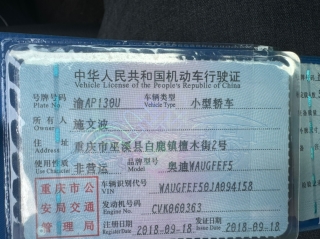 中华人民共和国机动车行驶证
Vehicle License of the People's Republic of China
号牌号码 渝AP130U 车辆类型 小型轿车
Plate No. Vehicle Type
所有人 施文波
Owner
住址 重庆市巫溪县白鹿镇檀木街2号
使用性质 非营运 品牌型号 奥迪WAUGFEF5
Use Character Model
重庆市公安局交通管理局
车辆识别代号 WAUGFEF50JA094158
VIN
发动机号码 CVK060363
Engine No.
注册日期 2018-09-18 发证日期 2018-09-18
Register Date Issue Date